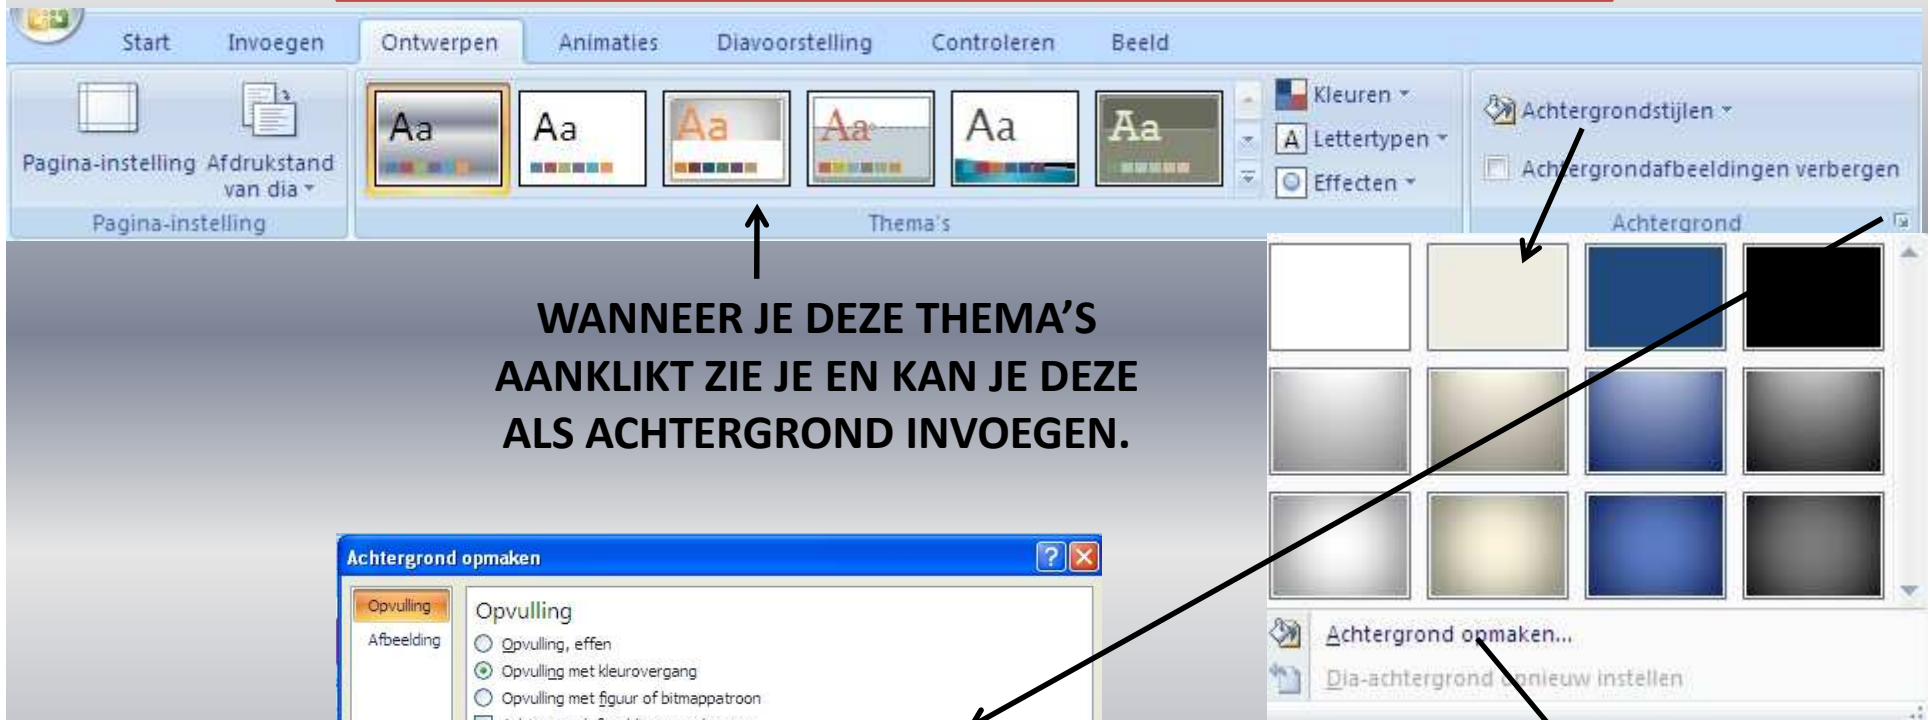 Start Invoegen Ontwerpen Animaties Diavoorstelling Controleren Beeld
Pagina-instelling Afdrukstand van dia
Pagina-instelling
Aa Aa Aa Aa Aa Aa
Kleuren
A Lettertypen
Effecten
Thema's
Achtergrondstijlen
Achtergrondafbeeldingen verbergen
Achtergrond
WANNEER JE DEZE THEMA’S
AANKLIKT ZIE JE EN KAN JE DEZE
ALS ACHTERGROND INVOEGEN.
Achtergrond opmaken
Opvulling
Afbeelding
Opvulling
Opvulling, effen
Opvulling met kleurovergang
Opvulling met figuur of bitmappatroon
Achtergrond opmaken...
Dia-achtergrond opnieuw instellen